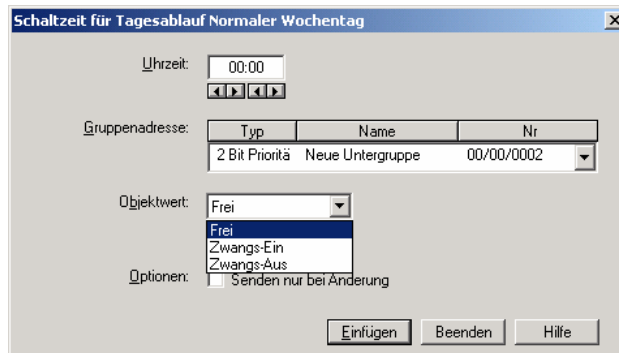 Schaltzeit für Tagesablauf Normaler Wochentag
Uhrzeit: 00:00
Gruppenadresse: Typ Name Nr
2 Bit Prioritä Neue Untergruppe 00/00/0002
Objektwert: Frei
Frei
Zwangs-Ein
Zwangs-Aus
Optionen: Senden nur bei Änderung
Einfügen Beenden Hilfe